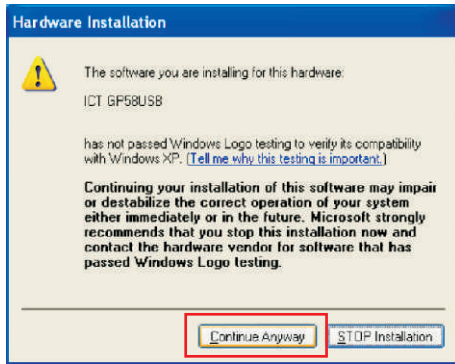 Hardware Installation
The software you are installing for this hardware:
ICT GP58USB
has not passed Windows Logo testing to verify its compatibility
with Windows XP. (Tell me why this testing is important.)
Continuing your installation of this software may impair
or destabilize the correct operation of your system
either immediately or in the future. Microsoft strongly
recommends that you stop this installation now and
contact the hardware vendor for software that has
passed Windows Logo testing.
Continue Anyway STOP Installation